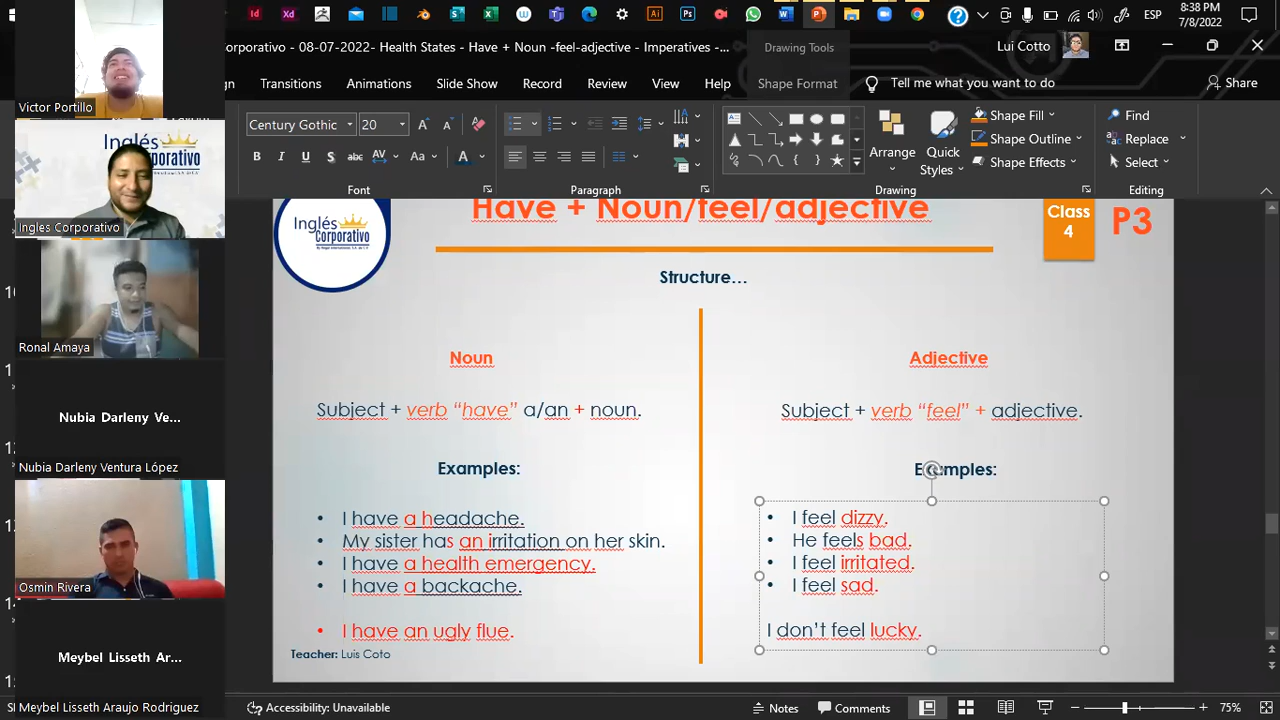 8:38 PM
ESP
7/8/2022
Corporativo - 08-07-2022- Health States - Have + Noun -feel-adjective - Imperatives -...
Drawing Tools
Lui Cotto
Transitions
Animations
Slide Show
Record
Review
View
Help
Shape Format
Tell me what you want to do
Share
Century Gothic
20
Shape Fill
Shape Outline
Shape Effects
Arrange
Quick
Styles
Find
Replace
Select
Font
Paragraph
Drawing
Editing
Victor Portillo
Inglés
Corporativo
Ingles Corporativo
Ronal Amaya
Nubia Darleny Ve...
Nubia Darleny Ventura López
Osmin Rivera
Meybel Lisseth Ar...
Meybel Lisseth Araujo Rodriguez
Inglés
Corporativo
Have + Noun/feel/adjective
Class
4
P3
Structure...
Noun
Subject + verb "have" a/an + noun.
Examples:
• I have a headache.
• My sister has an irritation on her skin.
• I have a health emergency.
• I have a backache.
• I have an ugly flue.
Teacher: Luis Coto
Adjective
Subject + verb "feel" + adjective.
Examples:
• I feel dizzy.
• He feels bad.
• I feel irritated.
• I feel sad.
I don't feel lucky.
Accessibility: Unavailable
Notes
Comments
75%